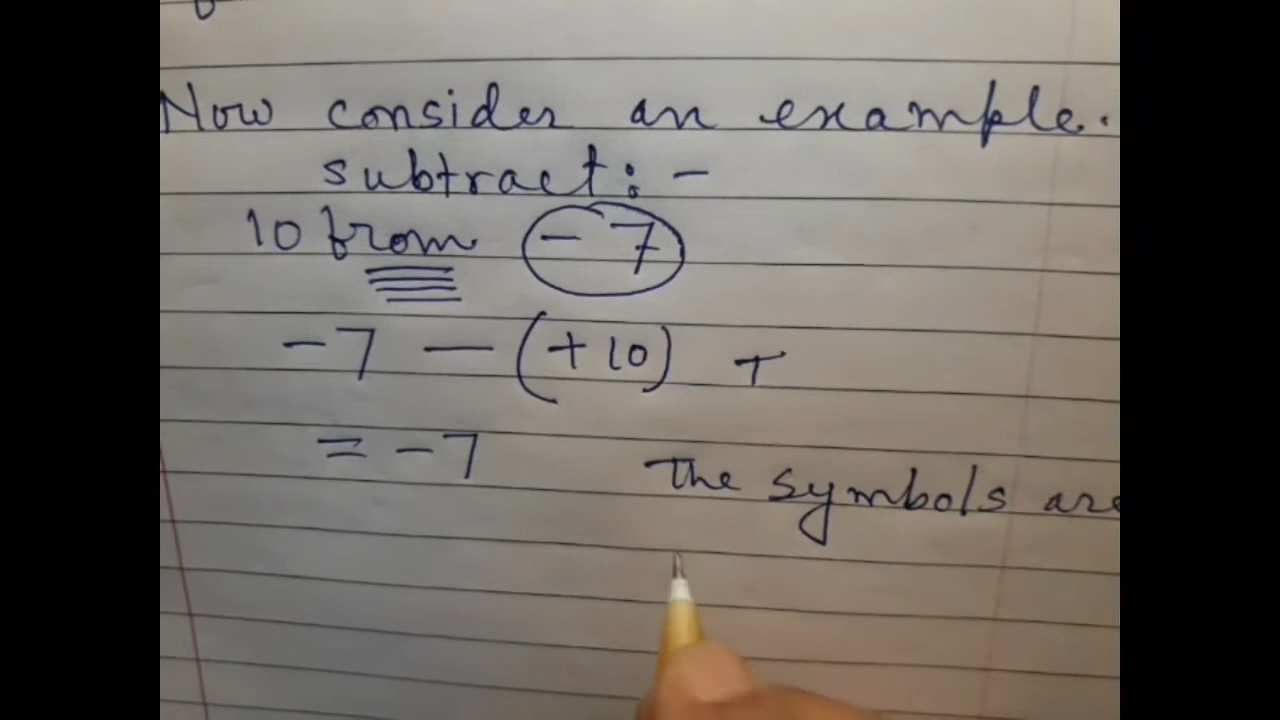 Now consider an example.
subtract: -
10 from -7
-7 - (+10) +
= -7
The symbols are